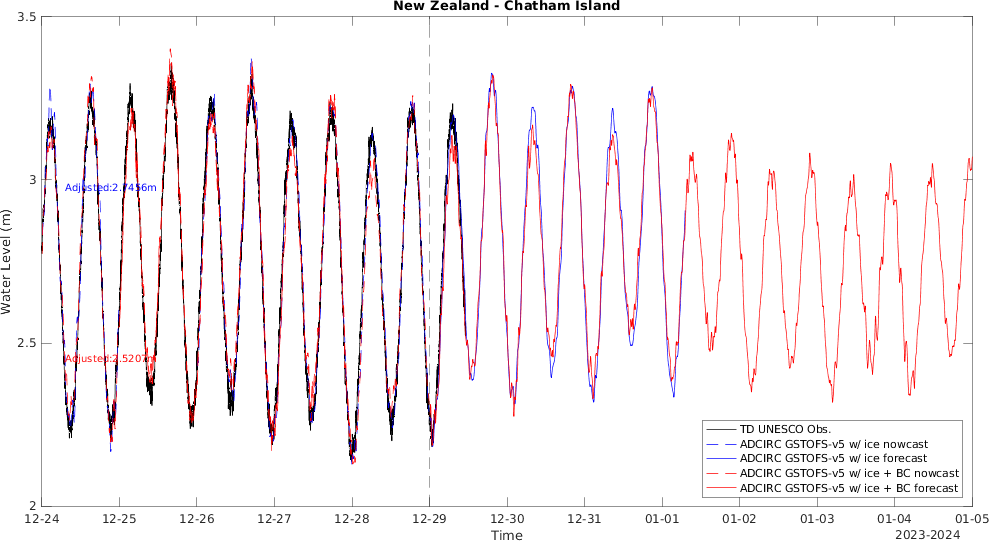 New Zealand - Chatham Island
3.5
3
2.5
2
Water Level (m)
Adjusted:2.7456m
Adjusted:2.5207m
TD UNESCO Obs.
ADCIRC GSTOFS-v5 w/ ice nowcast
ADCIRC GSTOFS-v5 w/ ice forecast
ADCIRC GSTOFS-v5 w/ ice + BC nowcast
ADCIRC GSTOFS-v5 w/ ice + BC forecast
12-24 12-25 12-26 12-27 12-28 12-29 12-30 12-31 01-01 01-02 01-03 01-04 01-05
Time
2023-2024